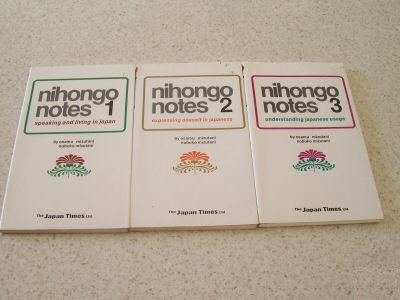 nihongo
notes 1
speaking and living in japan
by osamu mizutani
nobuko mizutani
The Japan Times Ltd
nihongo
notes 2
expressing oneself in japanese
by osamu mizutani
nobuko mizutani
The Japan Times Ltd
nihongo
notes 3
understanding japanese usage
by osamu mizutani
nobuko mizutani
The Japan Times Ltd